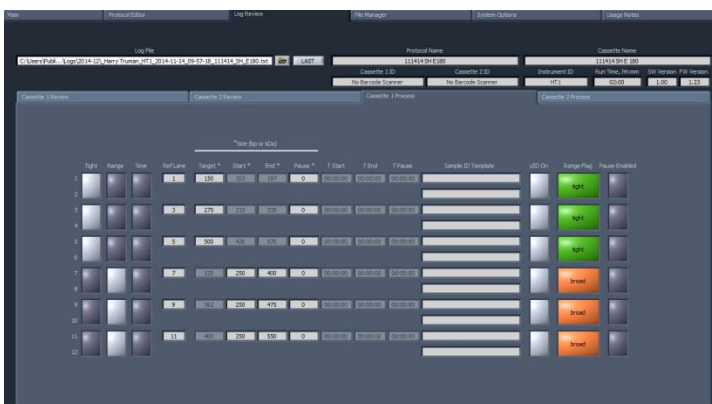 Main Protocol Editor Log Review File Manager System Options Usage Notes
Log File Protocol Name Cassette Name
C:\Users\Publ...\Logs\2014-12\_Harry Truman_HT1_2014-11-14_09-57-18_111414_SH_E180.txt LAST 111414 SH E 180 111414 SH E180
Cassette 1 ID Cassette 2 ID Instrument ID Run Time, hh:mm SW Version FW Version
No Barcode Scanner No Barcode Scanner HT1 02:00 1.00 1.23
Cassette 1 Review Cassette 2 Review Cassette 1 Process Cassette 2 Process
*Size (bp or kDa)
Tight Range Time Ref Lane Target * Start * End * Pause * T Start T End T Pause Sample ID Template LED On Range Flag Pause Enabled
1 1 150 103 197 0 00:00:00 00:00:00 00:00:00 tight
2
3 3 275 215 335 0 00:00:00 00:00:00 00:00:00 tight
4
5 5 500 0 00:00:00 00:00:00 00:00:00 tight
6
7 7 325 250 400 0 00:00:00 00:00:00 00:00:00 broad
8
9 9 362 250 475 0 00:00:00 00:00:00 00:00:00 broad
10
11 11 400 250 550 0 00:00:00 00:00:00 00:00:00 broad
12